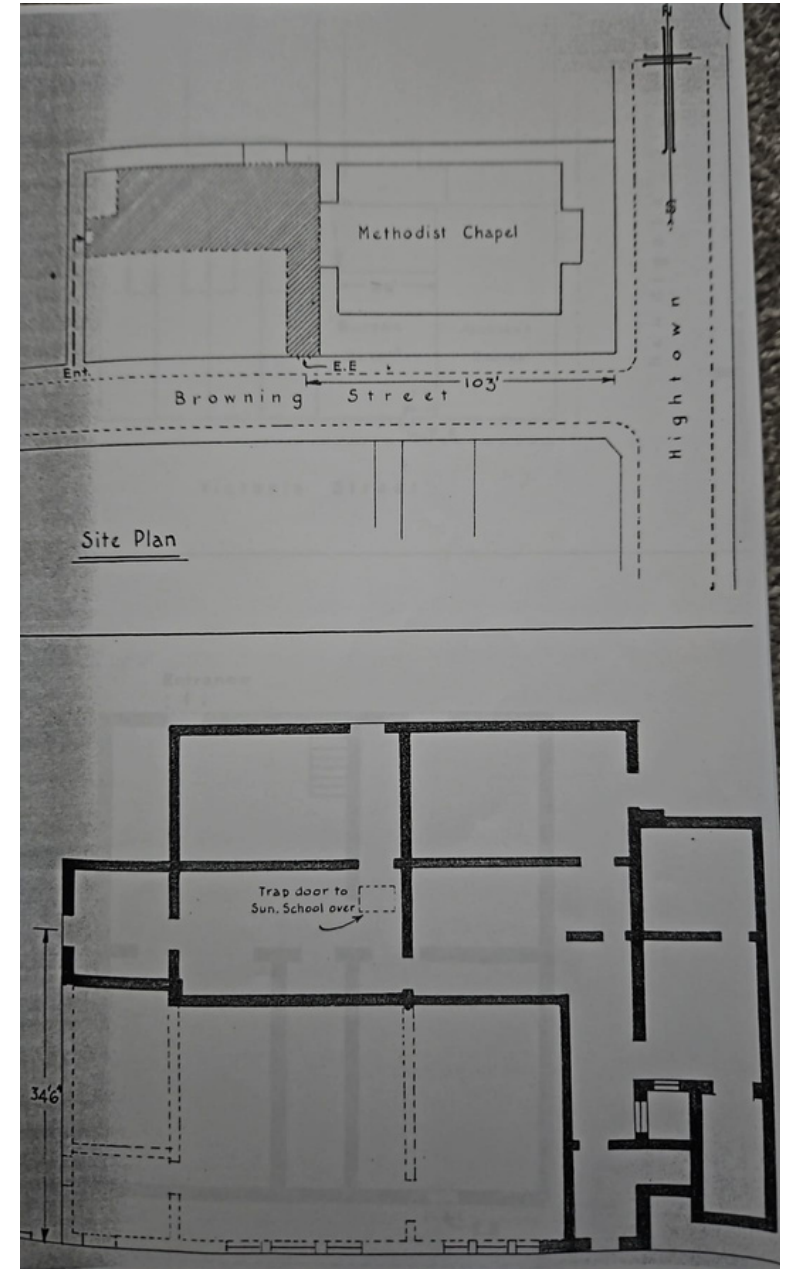 N
Methodist Chapel
S
Hightown
Ent.
E.E
103'
Browning Street
Site Plan
Trap door to
Sun. School over
34'6"